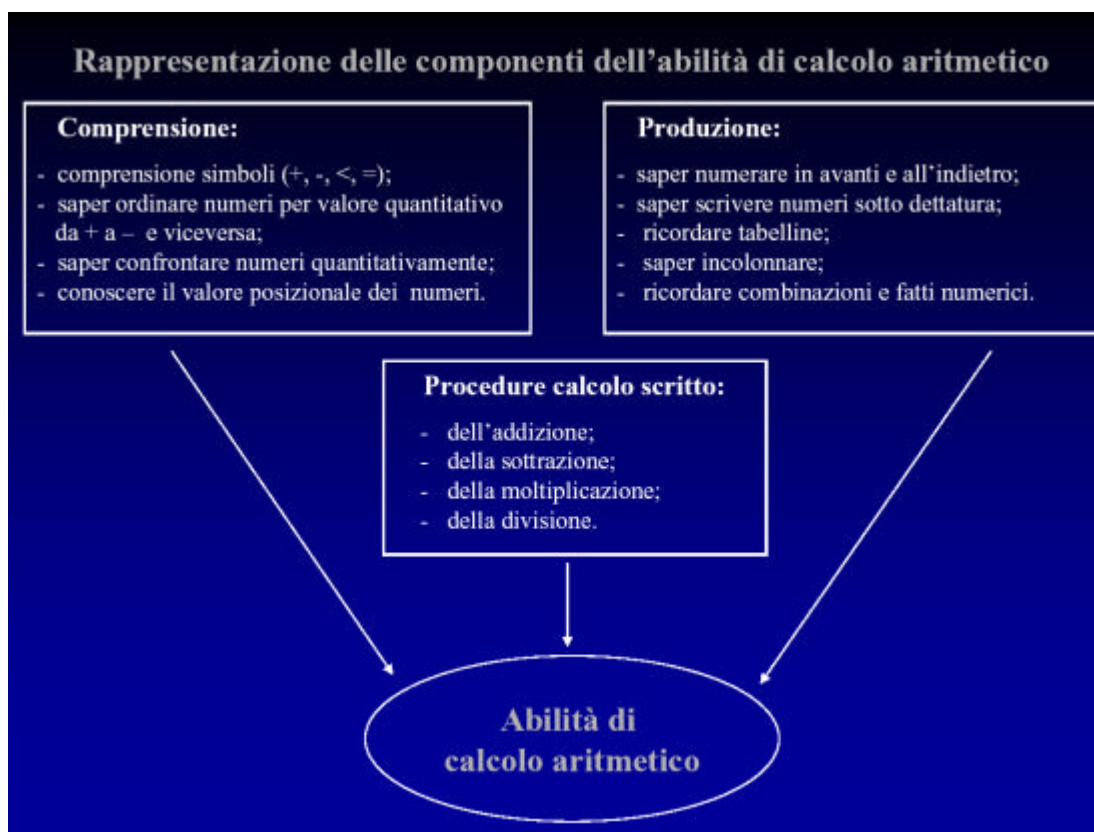 Rappresentazione delle componenti dell'abilità di calcolo aritmetico
Comprensione:
- comprensione simboli (+, -, <, =);
- saper ordinare numeri per valore quantitativo
da + a – e viceversa;
- saper confrontare numeri quantitativamente;
- conoscere il valore posizionale dei numeri.
Produzione:
- saper numerare in avanti e all'indietro;
- saper scrivere numeri sotto dettatura;
- ricordare tabelline;
- saper incolonnare;
- ricordare combinazioni e fatti numerici.
Procedure calcolo scritto:
- dell'addizione;
- della sottrazione;
- della moltiplicazione;
- della divisione.
Abilità di
calcolo aritmetico